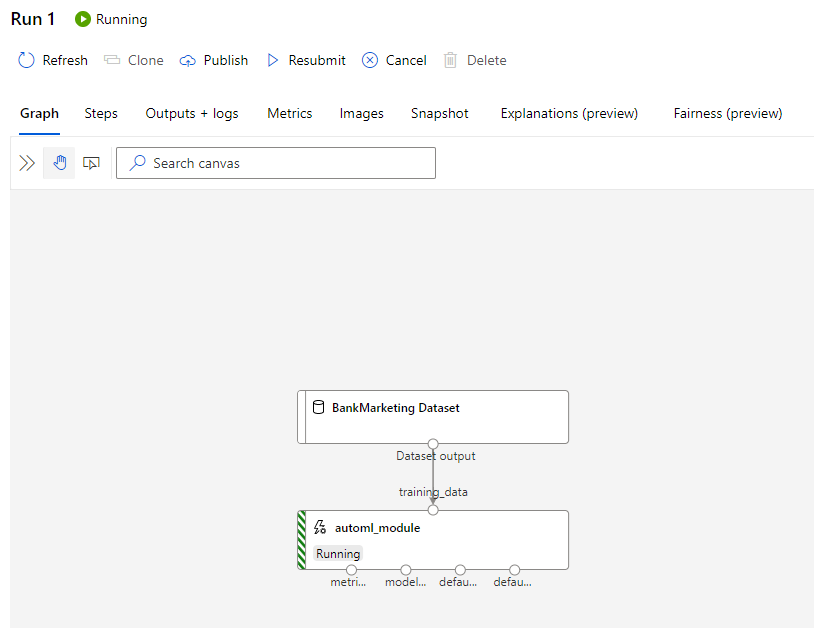 Run 1 Running
Refresh Clone Publish Resubmit Cancel Delete
Graph Steps Outputs + logs Metrics Images Snapshot Explanations (preview) Fairness (preview)
Search canvas
BankMarketing Dataset
Dataset output
training_data
automl_module
Running
metri... model... defau... defau...